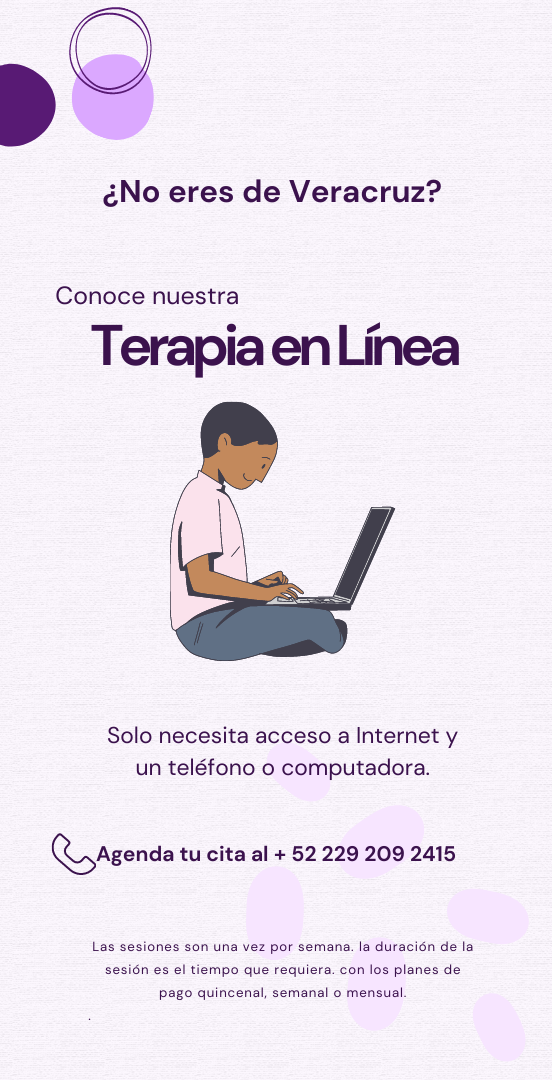 ¿No eres de Veracruz?
Conoce nuestra
Terapia en Línea
Solo necesita acceso a Internet y
un teléfono o computadora.
Agenda tu cita al + 52 229 209 2415
Las sesiones son una vez por semana. la duración de la
sesión es el tiempo que requiera. con los planes de
pago quincenal, semanal o mensual.
.